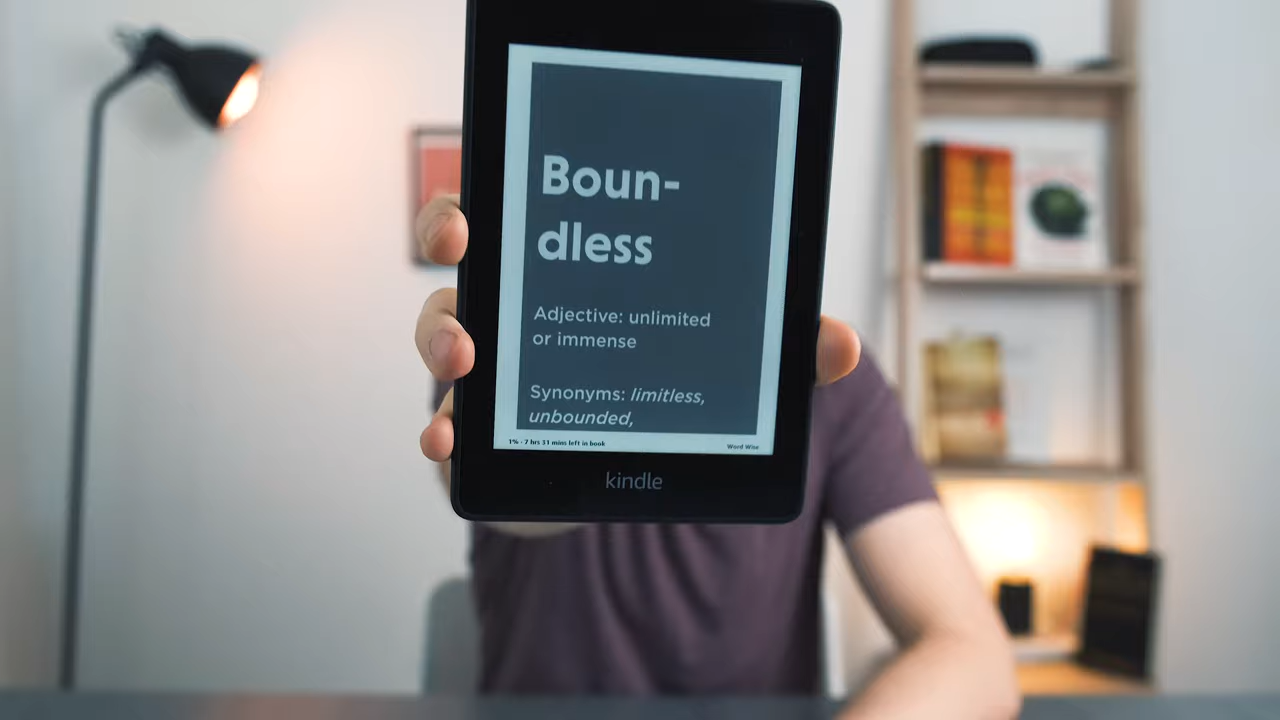 Boun-
dless
Adjective: unlimited
or immense
Synonyms: limitless,
unbounded,
1% · 7 hrs 31 mins left in book
Word Wise
kindle